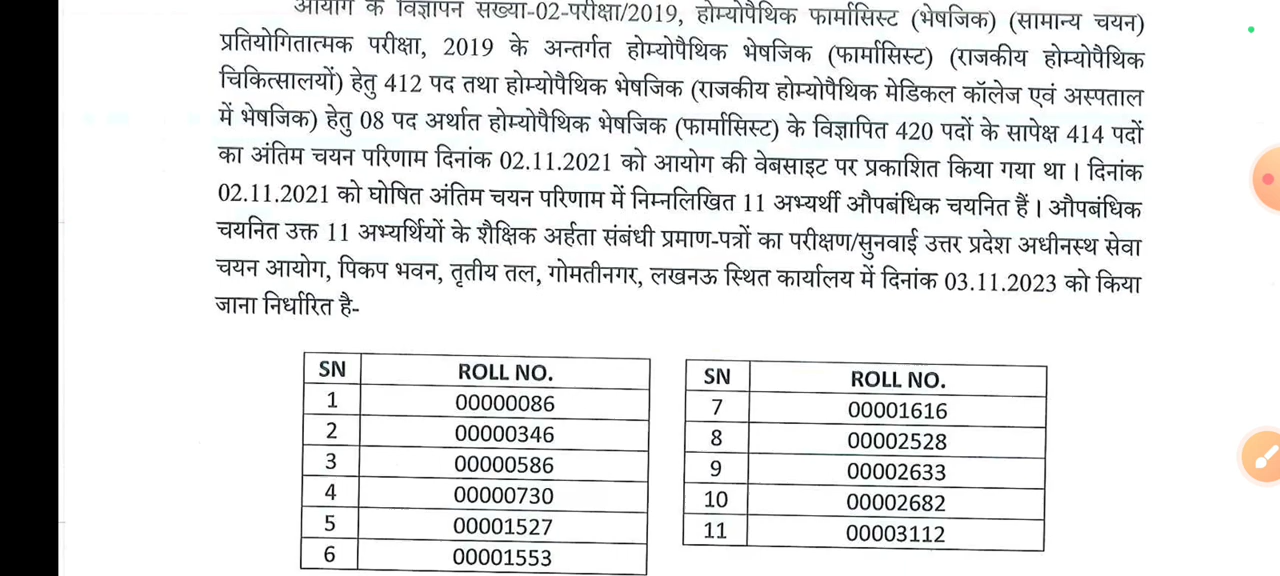 आयोग के विज्ञापन संख्या-02-परीक्षा/2019, होम्योपैथिक फार्मासिस्ट (भेषजिक) (सामान्य चयन)
प्रतियोगितात्मक परीक्षा, 2019 के अन्तर्गत होम्योपैथिक भेषजिक (फार्मासिस्ट) (राजकीय होम्योपैथिक
चिकित्सालयों) हेतु 412 पद तथा होम्योपैथिक भेषजिक (राजकीय होम्योपैथिक मेडिकल कॉलेज एवं अस्पताल
में भेषजिक) हेतु 08 पद अर्थात होम्योपैथिक भेषजिक (फार्मासिस्ट) के विज्ञापित 420 पदों के सापेक्ष 414 पदों
का अंतिम चयन परिणाम दिनांक 02.11.2021 को आयोग की वेबसाइट पर प्रकाशित किया गया था। दिनांक
02.11.2021 को घोषित अंतिम चयन परिणाम में निम्नलिखित 11 अभ्यर्थी औपबंधिक चयनित हैं। औपबंधिक
चयनित उक्त 11 अभ्यर्थियों के शैक्षिक अर्हता संबंधी प्रमाण-पत्रों का परीक्षण/सुनवाई उत्तर प्रदेश अधीनस्थ सेवा
चयन आयोग, पिकप भवन, तृतीय तल, गोमतीनगर, लखनऊ स्थित कार्यालय में दिनांक 03.11.2023 को किया
जाना निर्धारित है-
SN ROLL NO.
1 00000086
2 00000346
3 00000586
4 00000730
5 00001527
6 00001553
SN ROLL NO.
7 00001616
8 00002528
9 00002633
10 00002682
11 00003112